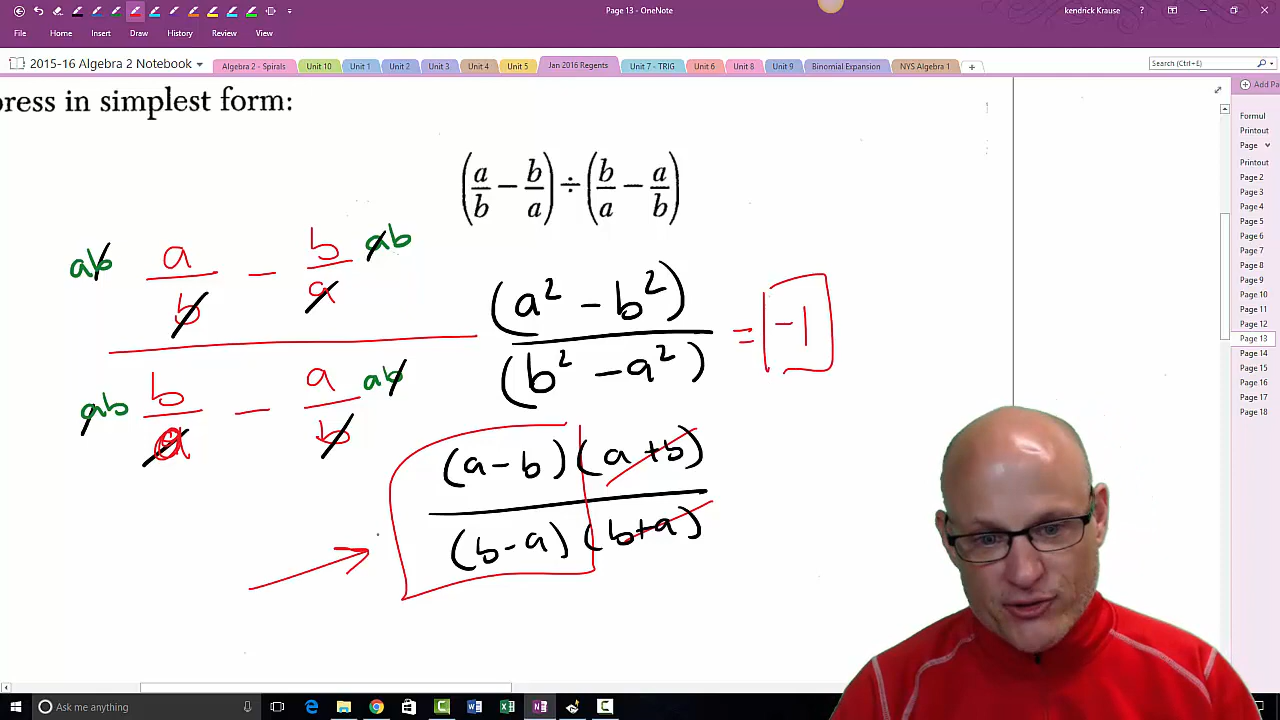 Page 13 - OneNote
kendrick Krause
File Home Insert Draw History Review View
2015-16 Algebra 2 Notebook
Algebra 2 - Spirals Unit 10 Unit 1 Unit 2 Unit 3 Unit 4 Unit 5 Jan 2016 Regents Unit 7 - TRIG Unit 6 Unit 8 Unit 9 Binomial Expansion NYS Algebra 1
Search (Ctrl+E)
press in simplest form:
(a/b − b/a) ÷ (b/a − a/b)
ab a/b − b/a ab
ab b/a − a/b ab
(a² − b²)
(b² − a²)
= -1
(a - b)(a + b)
(b - a)(b + a)
Add Pa
Formul
Printout
Page
Printout
Page 2
Page 3
Page 4
Page 5
Page 6
Page 7
Page 8
Page 9
Page 10
Page 11
Page 12
Page 13
Page 14
Page 15
Page 16
Page 17
Page 18
Ask me anything